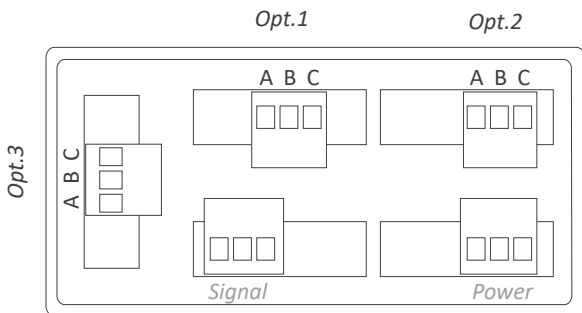 Opt.1
Opt.2
A B C
A B C
Opt.3
A B C
Signal
Power